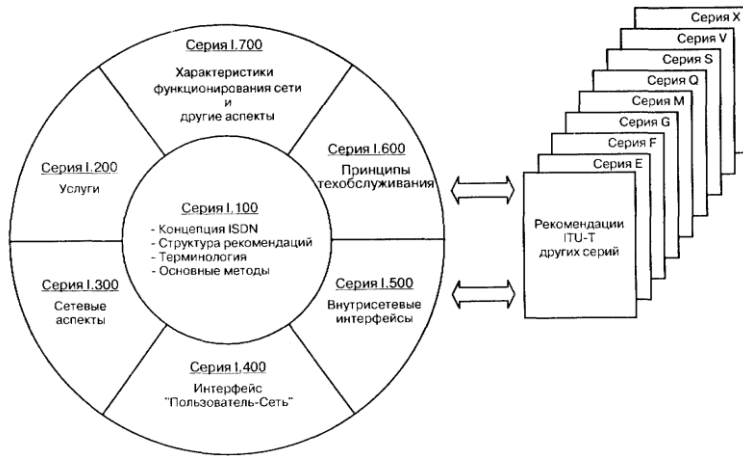 Серия I.700
Характеристики
функционирования сети
и
другие аспекты
Серия I.200
Услуги
Серия I.600
Принципы
техобслуживания
Серия I.100
- Концепция ISDN
- Структура рекомендаций
- Терминология
- Основные методы
Серия I.300
Сетевые
аспекты
Серия I.500
Внутрисетевые
интерфейсы
Серия I.400
Интерфейс
"Пользователь-Сеть"
Серия X
Серия V
Серия S
Серия Q
Серия M
Серия G
Серия F
Серия E
Рекомендации
ITU-T
других серий